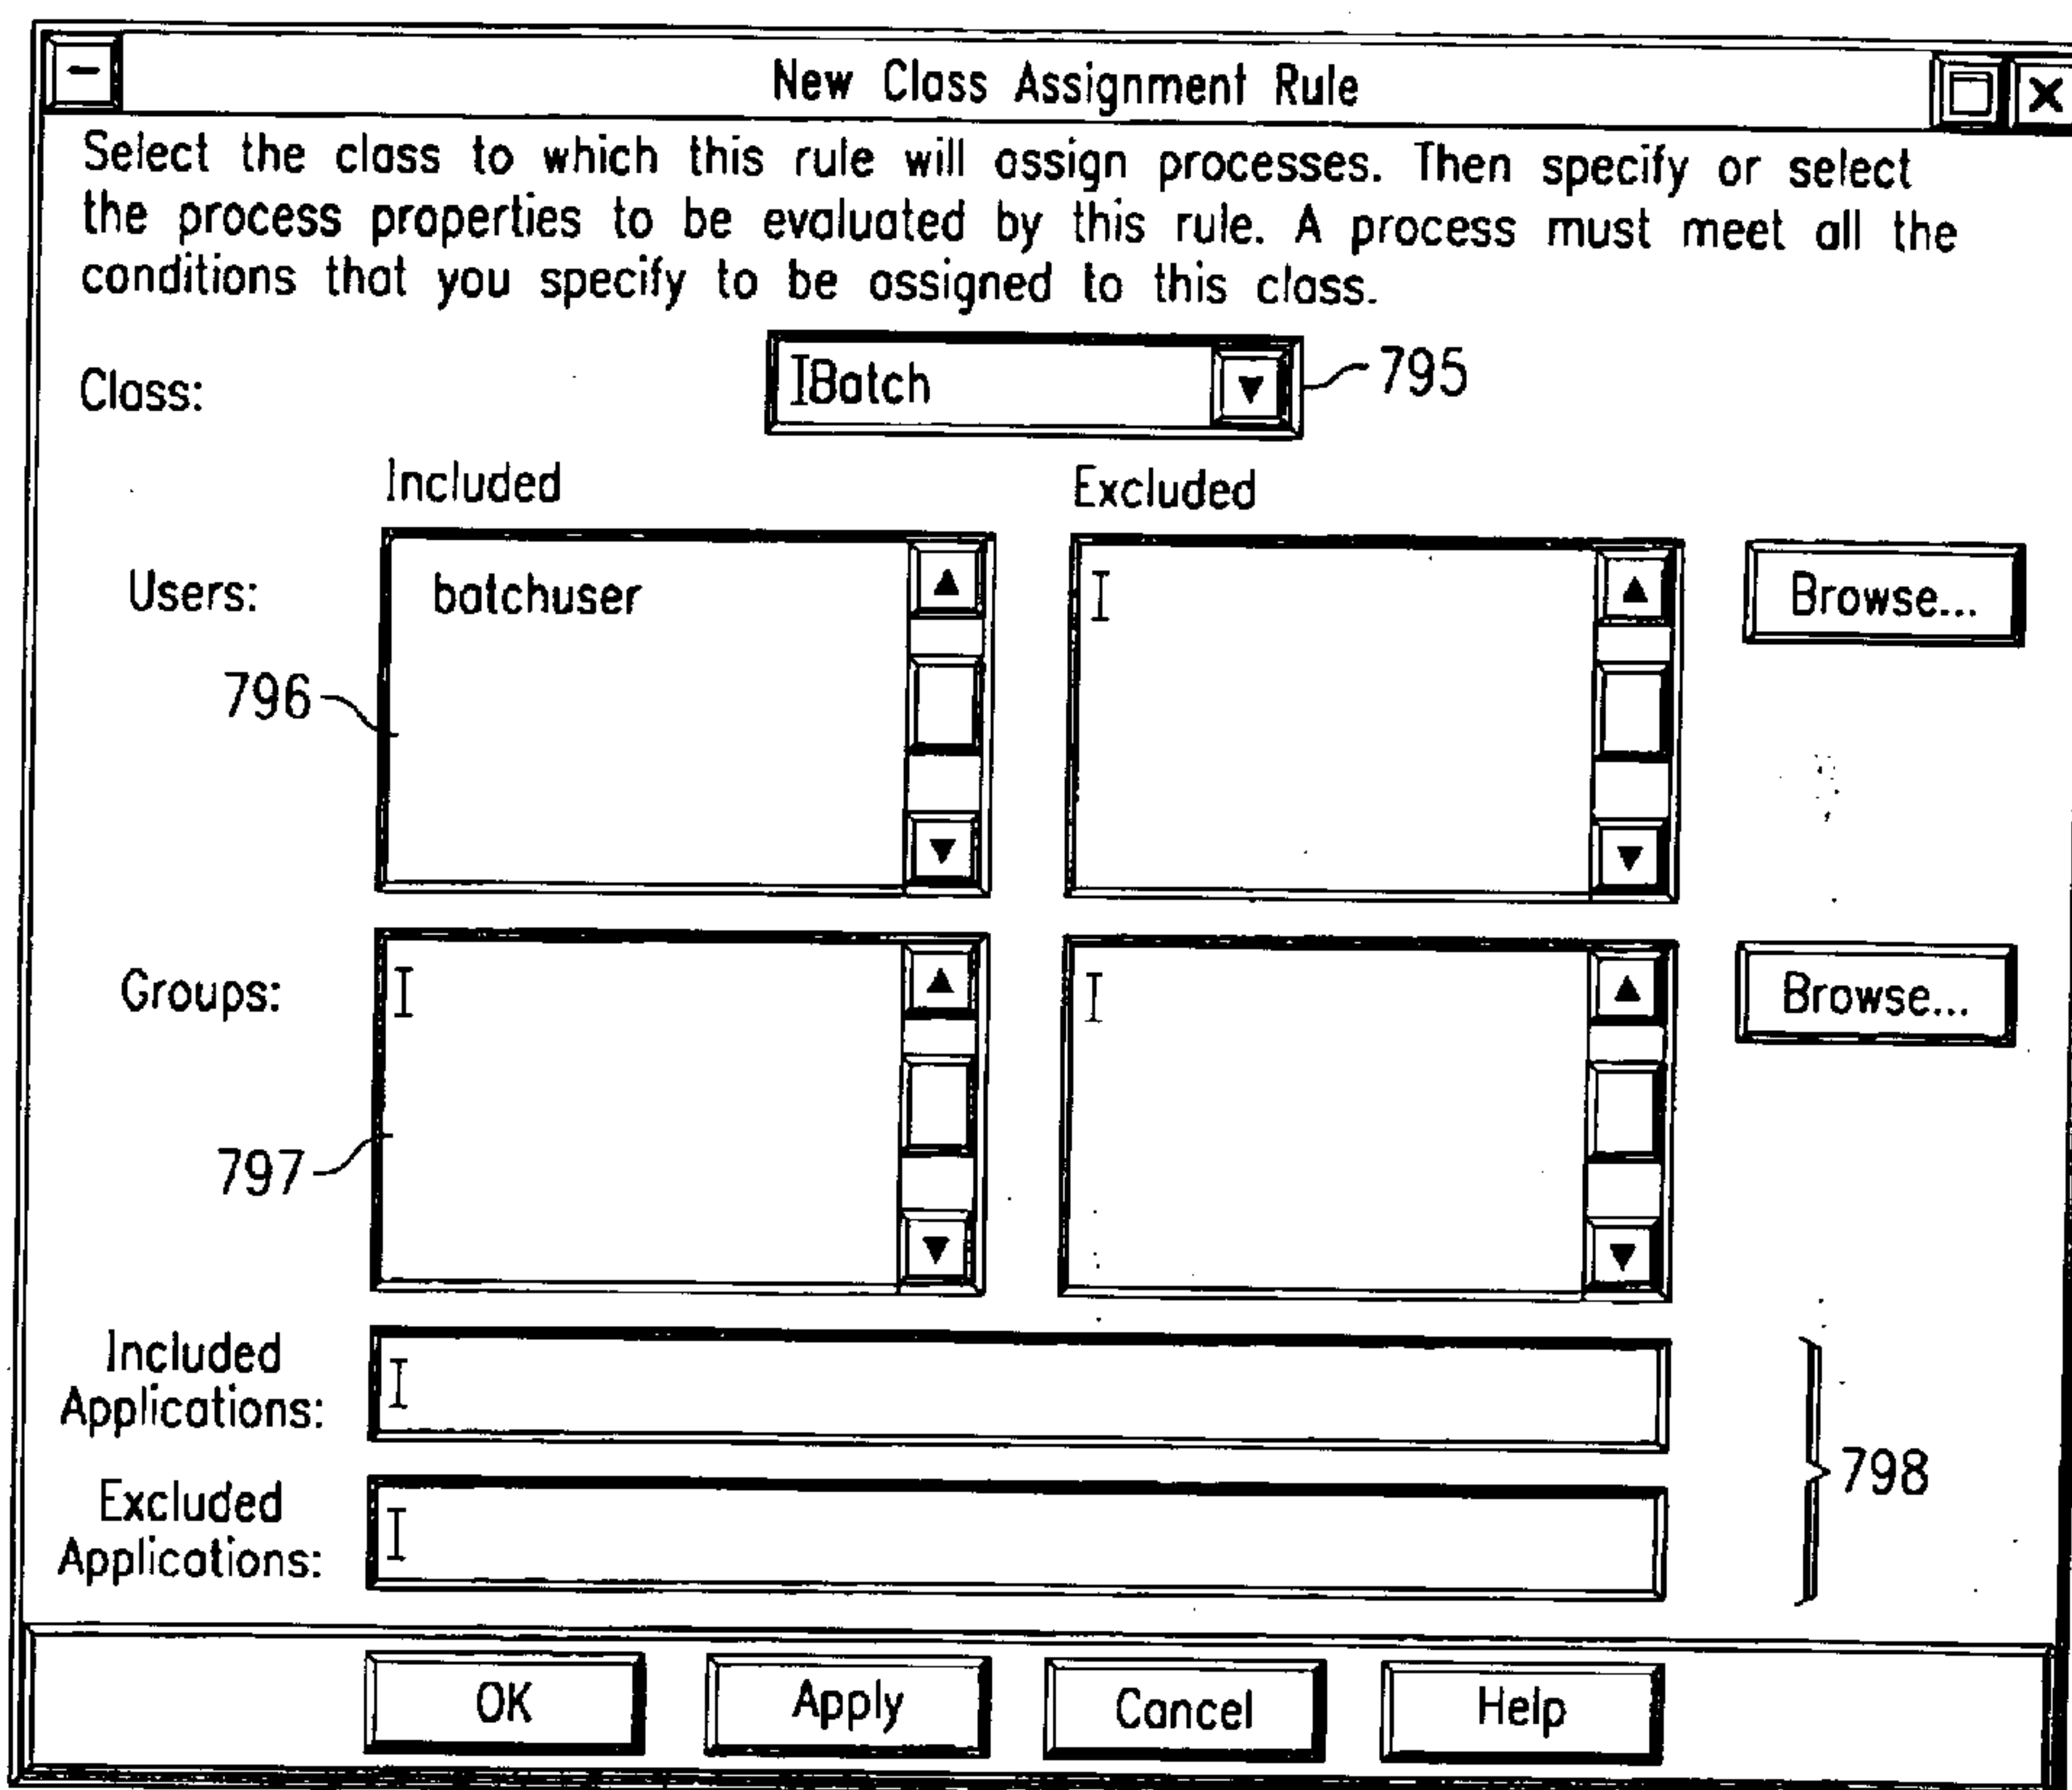 New Class Assignment Rule
Select the class to which this rule will assign processes. Then specify or select
the process properties to be evaluated by this rule. A process must meet all the
conditions that you specify to be assigned to this class.
Class: Batch 795
Included Excluded
Users: batchuser Browse...
796
Groups: Browse...
797
Included
Applications:
798
Excluded
Applications:
OK Apply Cancel Help